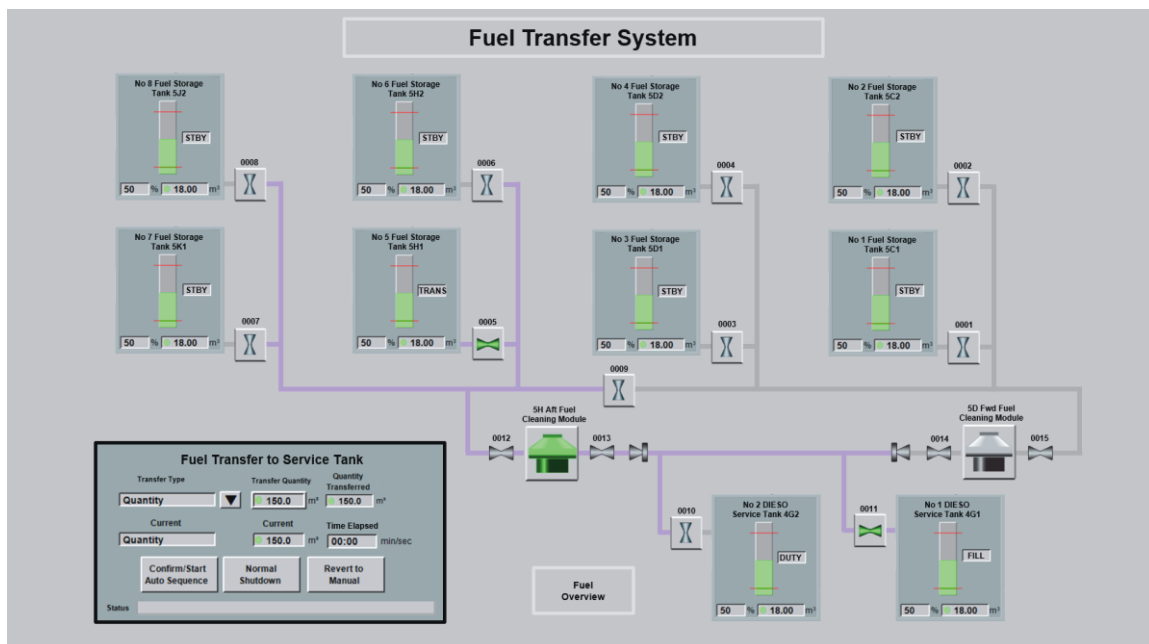 Fuel Transfer System
No 8 Fuel Storage
Tank 5J2
STBY
50 % 18.00 m³
0008
No 6 Fuel Storage
Tank 5H2
STBY
50 % 18.00 m³
0006
No 4 Fuel Storage
Tank 5D2
STBY
50 % 18.00 m³
0004
No 2 Fuel Storage
Tank 5C2
STBY
50 % 18.00 m³
0002
No 7 Fuel Storage
Tank 5K1
STBY
50 % 18.00 m³
0007
No 5 Fuel Storage
Tank 5H1
TRANS
50 % 18.00 m³
0005
No 3 Fuel Storage
Tank 5D1
STBY
50 % 18.00 m³
0003
No 1 Fuel Storage
Tank 5C1
STBY
50 % 18.00 m³
0001
0009
5H Aft Fuel
Cleaning Module
0012
0013
5D Fwd Fuel
Cleaning Module
0014
0015
Fuel Transfer to Service Tank
Transfer Type
Transfer Quantity
Quantity
Transferred
Quantity
150.0 m³
150.0 m³
Current
Current
Time Elapsed
Quantity
150.0 m³
00:00 min/sec
Confirm/Start
Auto Sequence
Normal
Shutdown
Revert to
Manual
Status
Fuel
Overview
0010
No 2 DIESO
Service Tank 4G2
DUTY
50 % 18.00 m³
0011
No 1 DIESO
Service Tank 4G1
FILL
50 % 18.00 m³